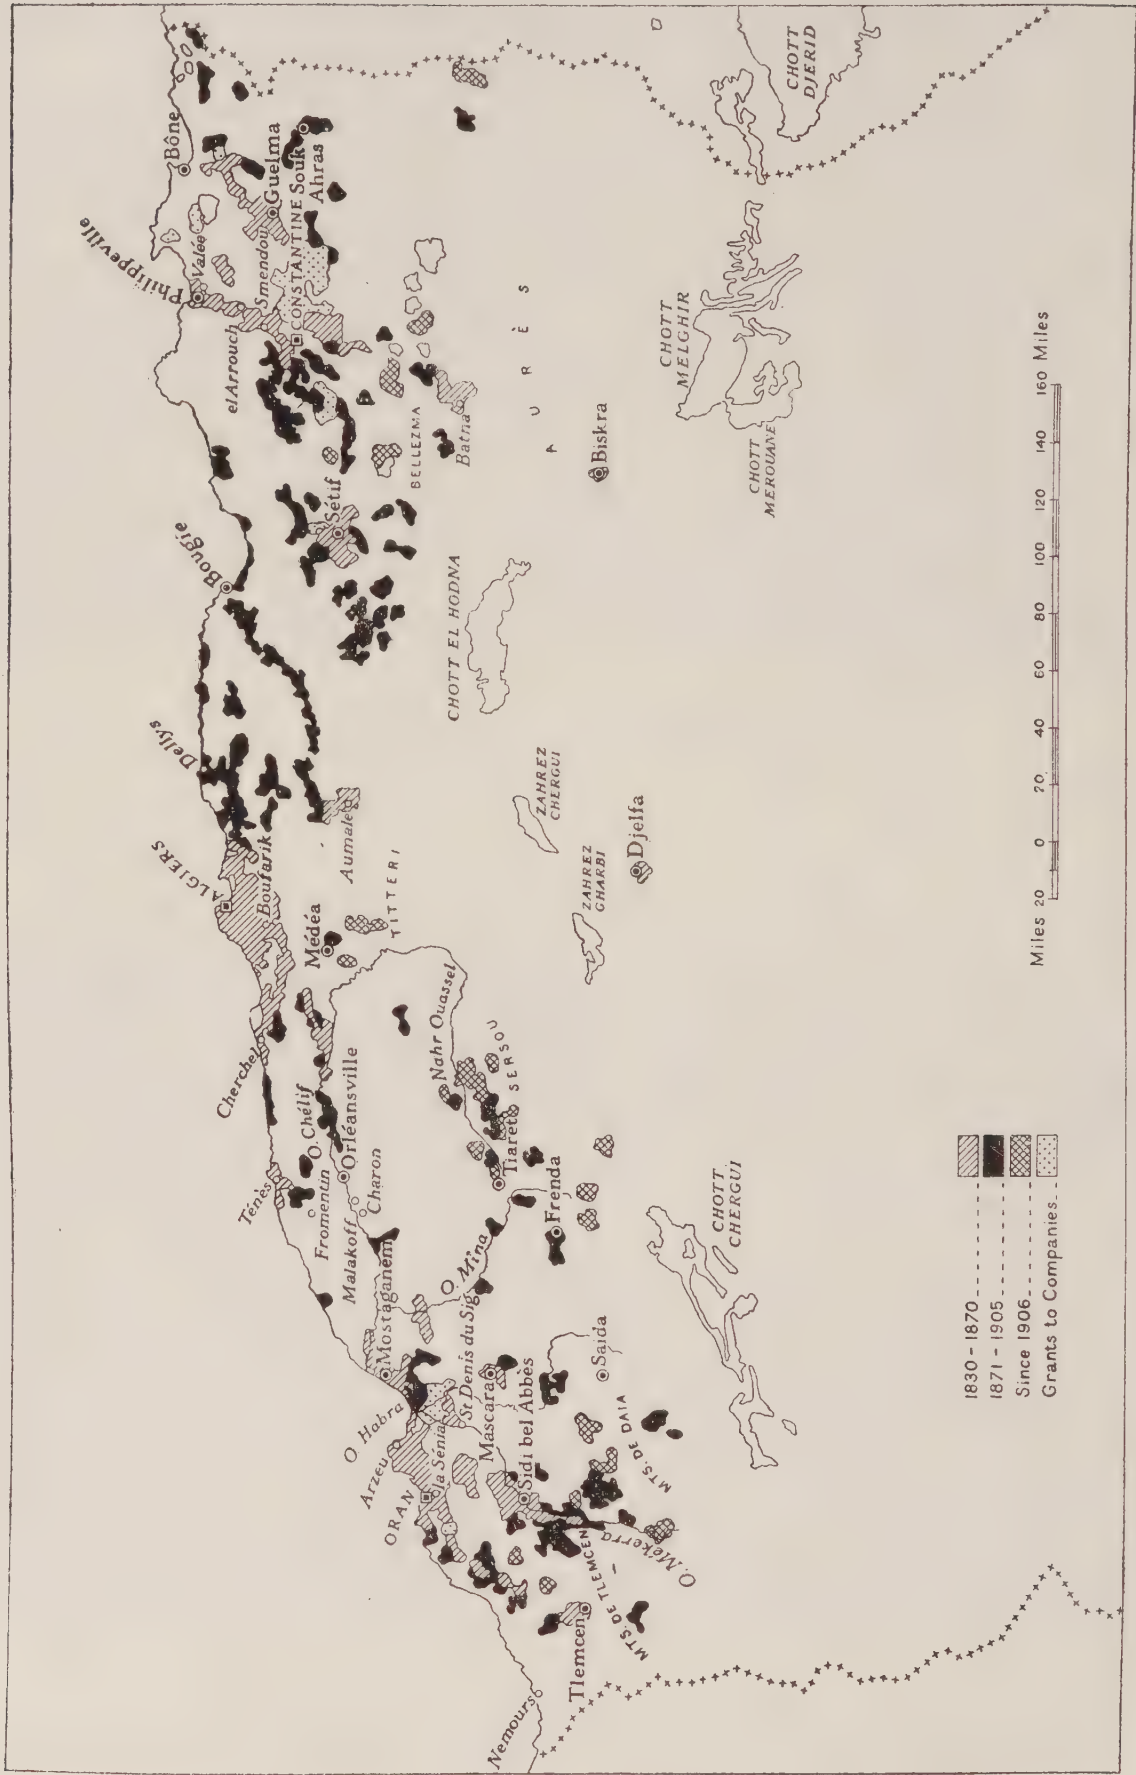 Nemours
Tlemcen
MTS. DE TLEMCEN
O. Mékerra
ORAN
la Sénia
Arzeu
O. Habra
Sidi bel Abbès
Mascara
St Denis du Sig
MTS. DE DAIA
Saida
Mostaganem
O. Mina
Malakoff
Charon
Fromentin
Orléansville
O. Chélif
Ténès
Frenda
Tiaret
SERSOU
Nahr Ouassel
CHOTT
CHERGUI
Cherchel
Médéa
TITTERI
ALGIERS
Boufarik
Aumale
Dellys
ZAHREZ
GHARBI
ZAHREZ
CHERGUI
Djelfa
Bougie
CHOTT EL HODNA
Sétif
BELLEZMA
Batna
AURÈS
Biskra
Philippeville
Valée
el Arrouch
Smendou
CONSTANTINE
Bône
Guelma
Souk
Ahras
CHOTT
MELGHIR
CHOTT
MEROUANE
CHOTT
DJERID
1830 - 1870
1871 - 1905
Since 1906
Grants to Companies
Miles 20 0 20 40 60 80 100 120 140 160 Miles